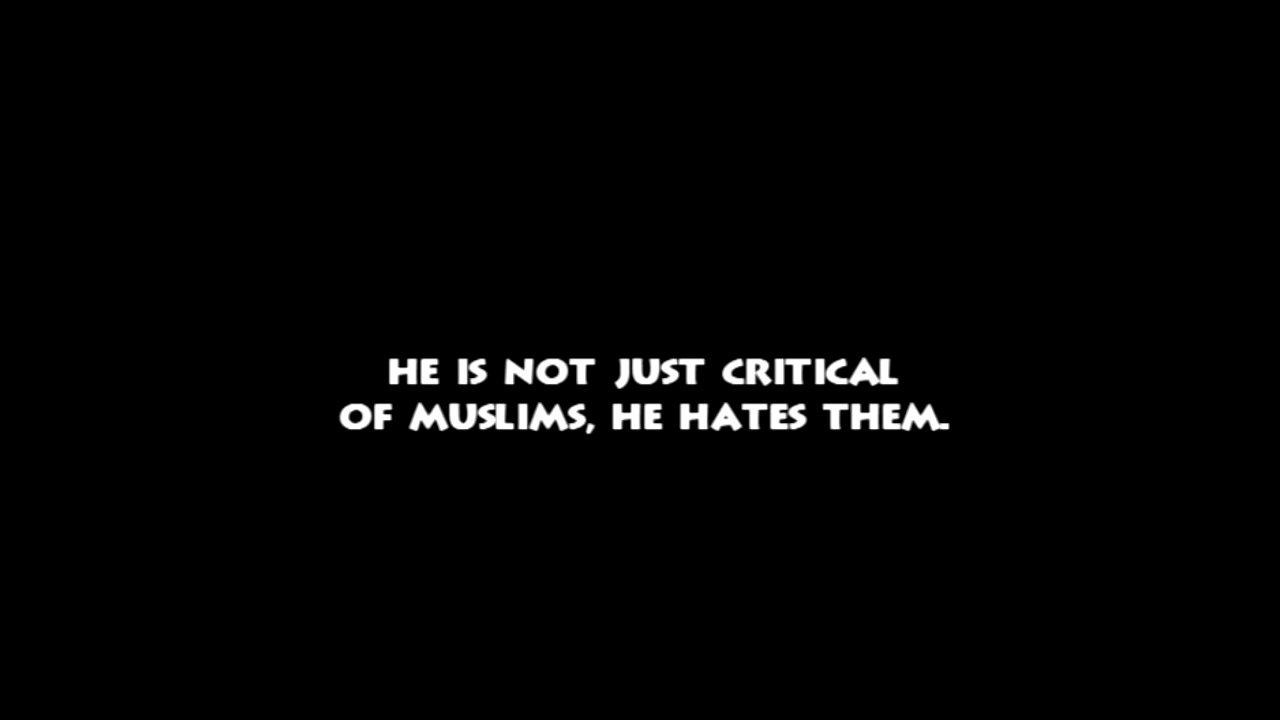 HE IS NOT JUST CRITICAL
OF MUSLIMS, HE HATES THEM.